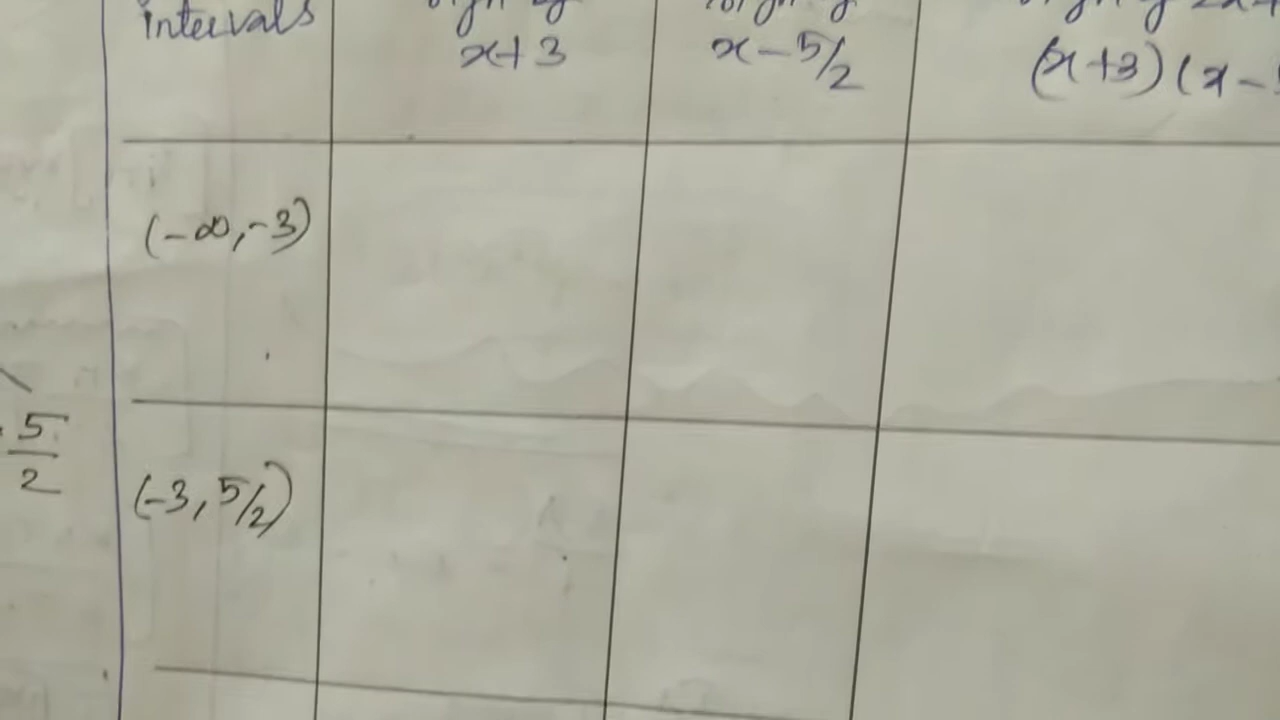 intervals
x+3
x-5/2
(x+3)(x-
(-∞,-3)
5
2
(-3, 5/2)